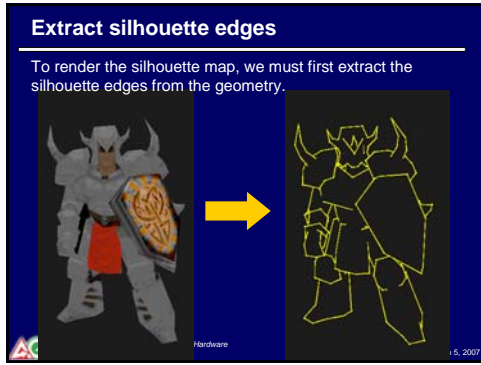 Extract silhouette edges
To render the silhouette map, we must first extract the
silhouette edges from the geometry.
Hardware
5, 2007